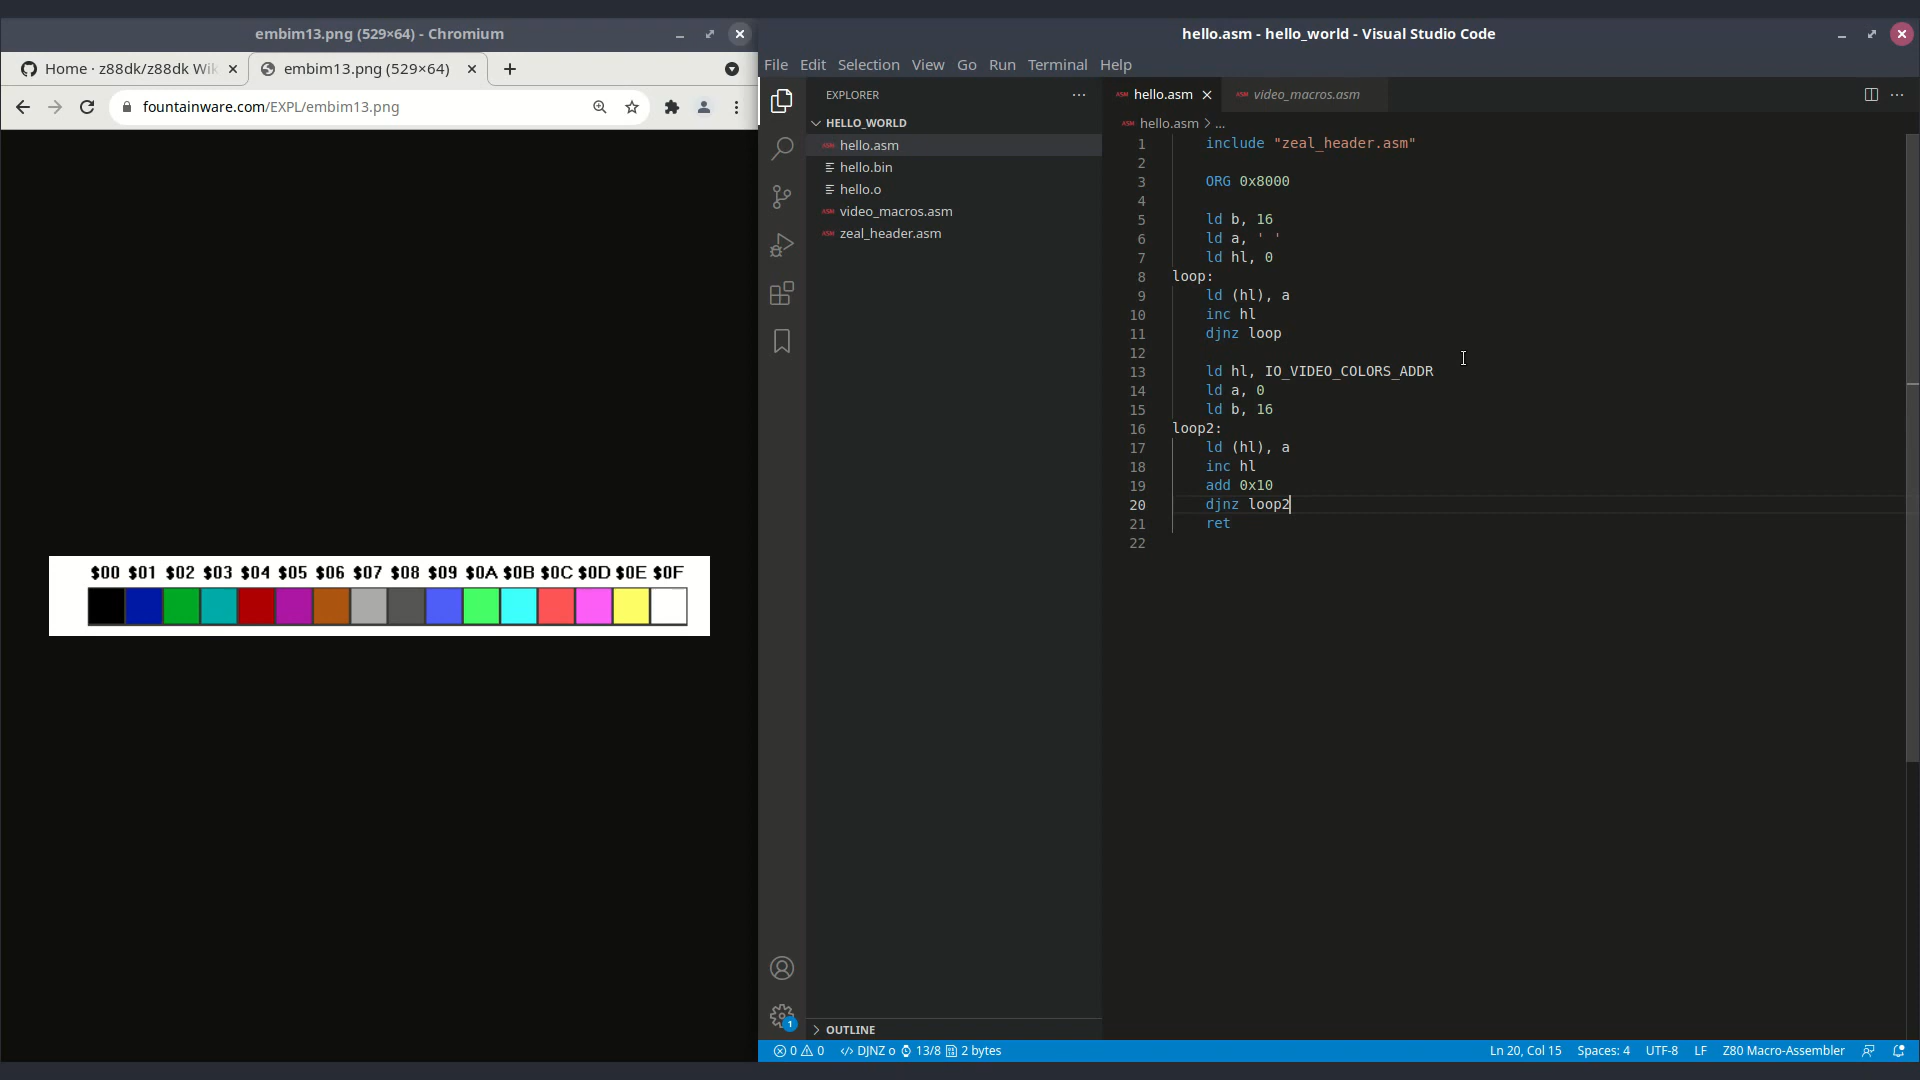 embim13.png (529×64) - Chromium
Home · z88dk/z88dk Wik
embim13.png (529×64)
fountainware.com/EXPL/embim13.png
$00 $01 $02 $03 $04 $05 $06 $07 $08 $09 $0A $0B $0C $0D $0E $0F
hello.asm - hello_world - Visual Studio Code
File Edit Selection View Go Run Terminal Help
EXPLORER
HELLO_WORLD
ASM hello.asm
hello.bin
hello.o
ASM video_macros.asm
ASM zeal_header.asm
OUTLINE
ASM hello.asm
ASM video_macros.asm
ASM hello.asm > ...
1 include "zeal_header.asm"
2
3 ORG 0x8000
4
5 ld b, 16
6 ld a, ' '
7 ld hl, 0
8 loop:
9 ld (hl), a
10 inc hl
11 djnz loop
12
13 ld hl, IO_VIDEO_COLORS_ADDR
14 ld a, 0
15 ld b, 16
16 loop2:
17 ld (hl), a
18 inc hl
19 add 0x10
20 djnz loop2
21 ret
22
1
0 0 DJNZ o 13/8 2 bytes
Ln 20, Col 15 Spaces: 4 UTF-8 LF Z80 Macro-Assembler